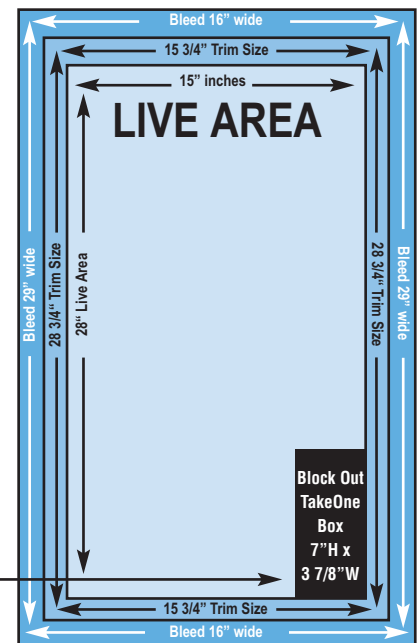 Bleed 16” wide
15 3/4” Trim Size
15” inches
LIVE AREA
Bleed 29” wide
28 3/4“ Trim Size
28“ Live Area
28 3/4“ Trim Size
Bleed 29” wide
Block Out
TakeOne
Box
7”H x
3 7/8”W
15 3/4” Trim Size
Bleed 16” wide